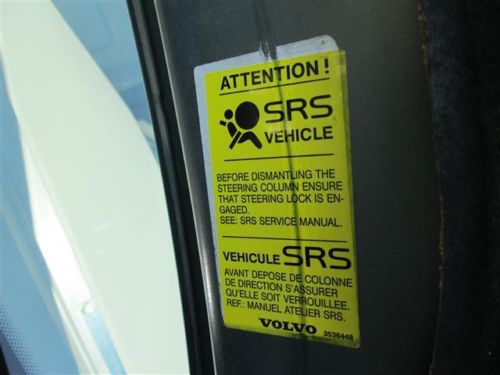 ATTENTION!
SRS
VEHICLE
BEFORE DISMANTLING THE
STEERING COLUMN ENSURE
THAT STEERING LOCK IS EN-
GAGED.
SEE: SRS SERVICE MANUAL.
VEHICULE SRS
AVANT DEPOSE DE COLONNE
DE DIRECTION S'ASSURER
QU'ELLE SOIT VERROUILLEE.
REF.: MANUEL ATELIER SRS.
VOLVO 3536448